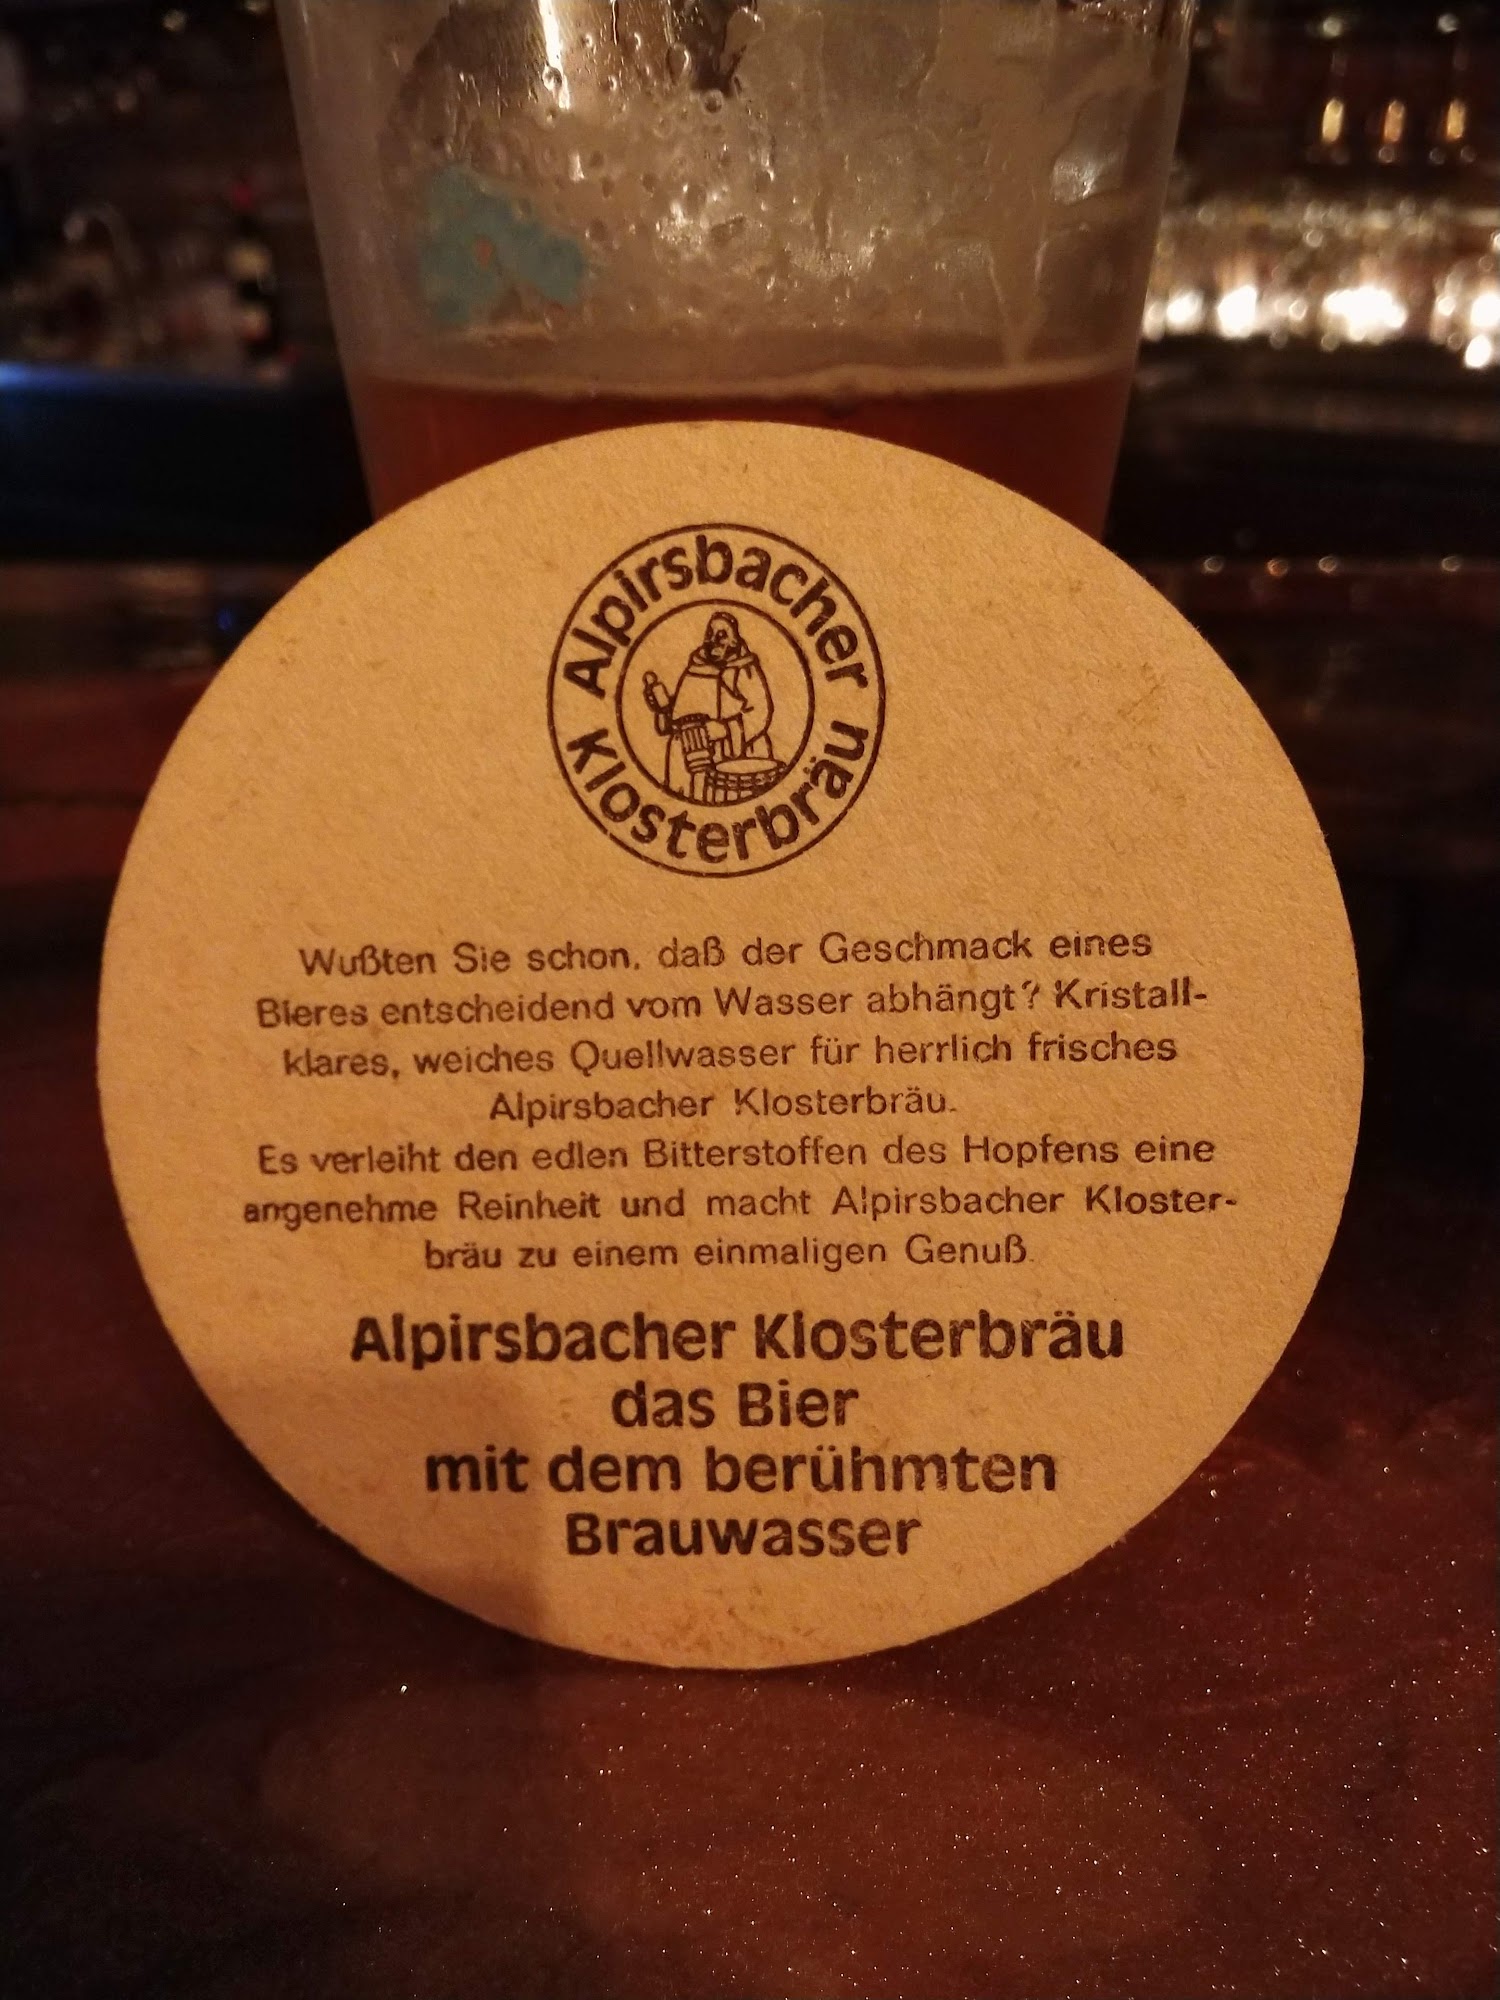 Alpirsbacher
Klosterbräu
Wußten Sie schon, daß der Geschmack eines
Bieres entscheidend vom Wasser abhängt? Kristall-
klares, weiches Quellwasser für herrlich frisches
Alpirsbacher Klosterbräu.
Es verleiht den edlen Bitterstoffen des Hopfens eine
angenehme Reinheit und macht Alpirsbacher Kloster-
bräu zu einem einmaligen Genuß.
Alpirsbacher Klosterbräu
das Bier
mit dem berühmten
Brauwasser